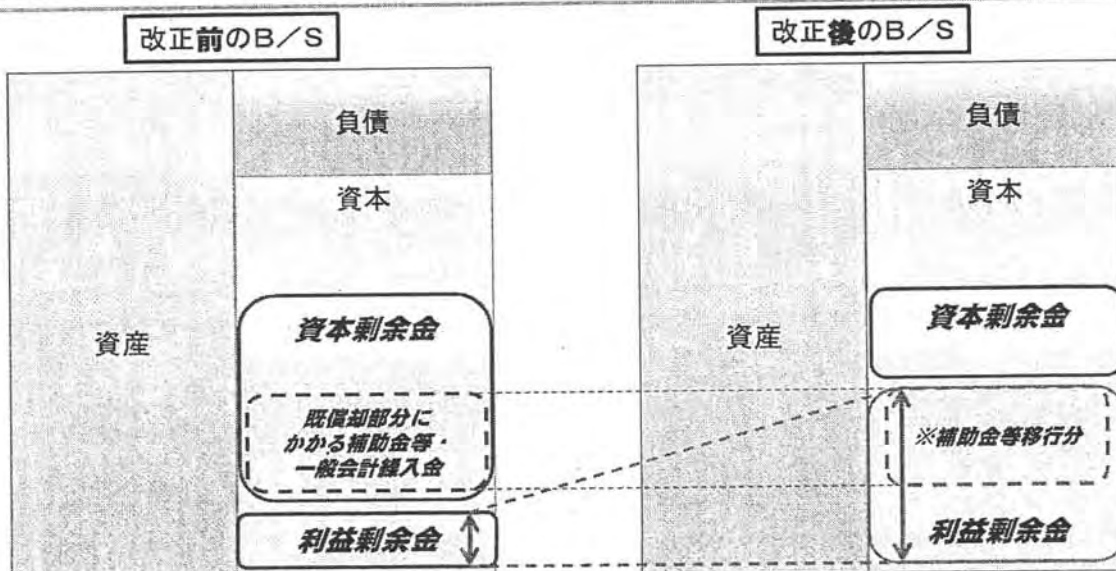 改正前のB/S
資産
負債
資本
資本剰余金
既償却部分に
かかる補助金等・
一般会計繰入金
利益剰余金
改正後のB/S
資産
負債
資本
資本剰余金
※補助金等移行分
利益剰余金